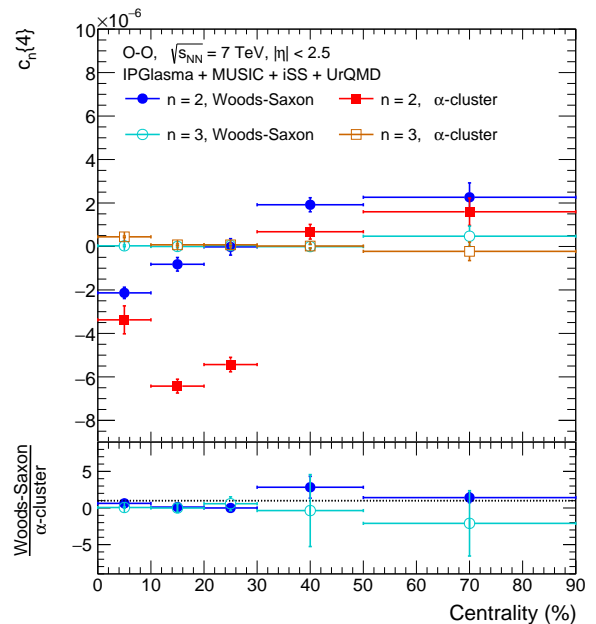 ×10⁻⁶
c_n{4}
O-O, √s_NN = 7 TeV, |η| < 2.5
IPGlasma + MUSIC + iSS + UrQMD
n = 2, Woods-Saxon
n = 2, α-cluster
n = 3, Woods-Saxon
n = 3, α-cluster
10
8
6
4
2
0
−2
−4
−6
−8
Woods-Saxon
α-cluster
5
0
−5
0 10 20 30 40 50 60 70 80 90
Centrality (%)